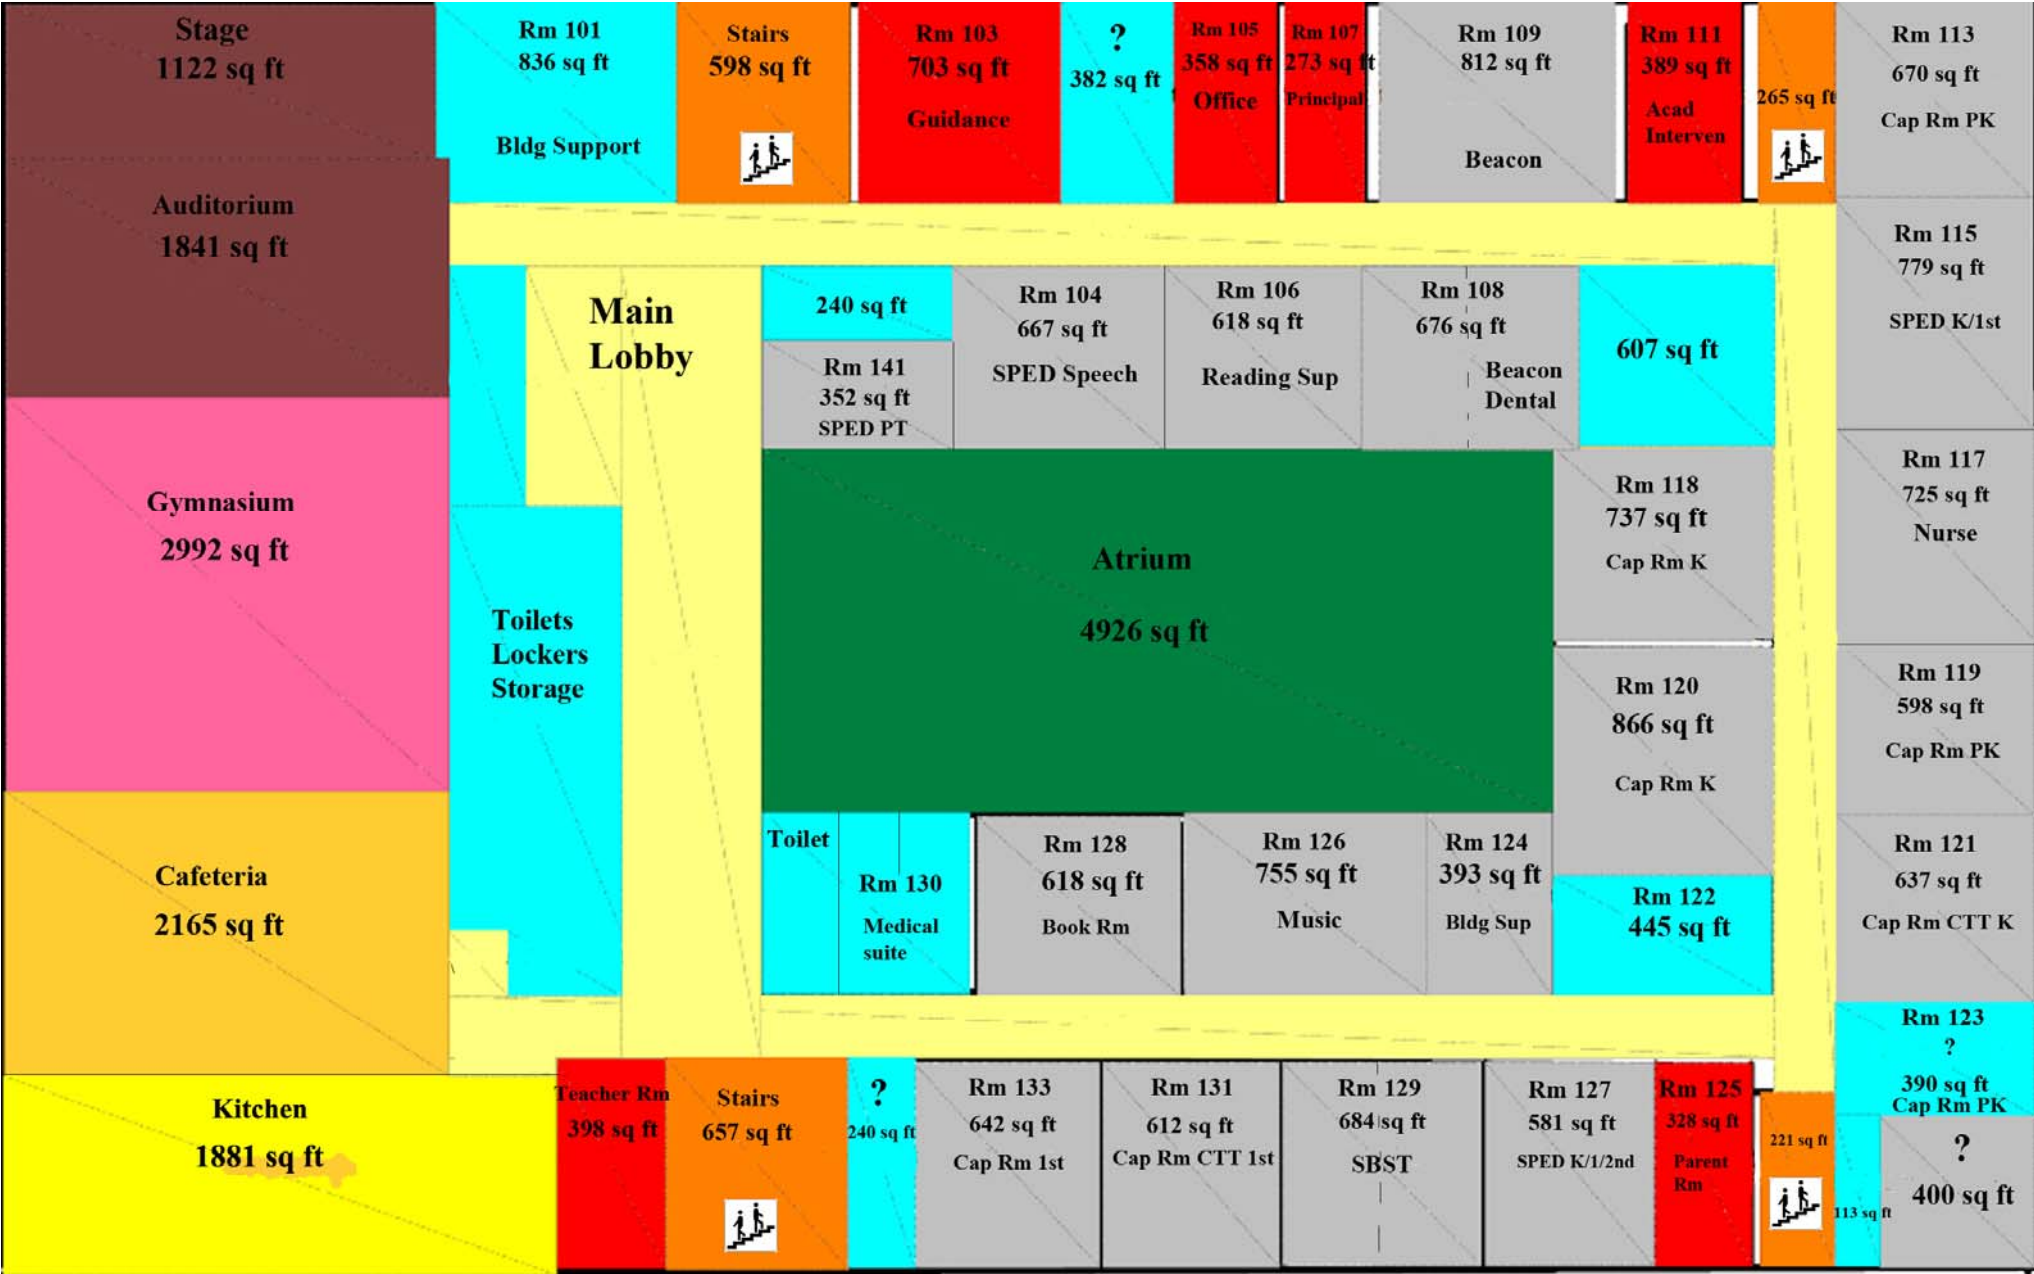 Stage
1122 sq ft
Rm 101
836 sq ft
Bldg Support
Stairs
598 sq ft
Rm 103
703 sq ft
Guidance
?
382 sq ft
Rm 105
358 sq ft
Office
Rm 107
273 sq ft
Principal
Rm 109
812 sq ft
Beacon
Rm 111
389 sq ft
Acad
Interven
265 sq ft
Rm 113
670 sq ft
Cap Rm PK
Auditorium
1841 sq ft
Rm 115
779 sq ft
SPED K/1st
Main
Lobby
240 sq ft
Rm 141
352 sq ft
SPED PT
Rm 104
667 sq ft
SPED Speech
Rm 106
618 sq ft
Reading Sup
Rm 108
676 sq ft
Beacon
Dental
607 sq ft
Gymnasium
2992 sq ft
Toilets
Lockers
Storage
Atrium
4926 sq ft
Rm 118
737 sq ft
Cap Rm K
Rm 117
725 sq ft
Nurse
Rm 120
866 sq ft
Cap Rm K
Rm 119
598 sq ft
Cap Rm PK
Cafeteria
2165 sq ft
Toilet
Rm 130
Medical
suite
Rm 128
618 sq ft
Book Rm
Rm 126
755 sq ft
Music
Rm 124
393 sq ft
Bldg Sup
Rm 122
445 sq ft
Rm 121
637 sq ft
Cap Rm CTT K
Rm 123
?
390 sq ft
Cap Rm PK
Kitchen
1881 sq ft
Teacher Rm
398 sq ft
Stairs
657 sq ft
?
240 sq ft
Rm 133
642 sq ft
Cap Rm 1st
Rm 131
612 sq ft
Cap Rm CTT 1st
Rm 129
684 sq ft
SBST
Rm 127
581 sq ft
SPED K/1/2nd
Rm 125
328 sq ft
Parent
Rm
221 sq ft
113 sq ft
?
400 sq ft